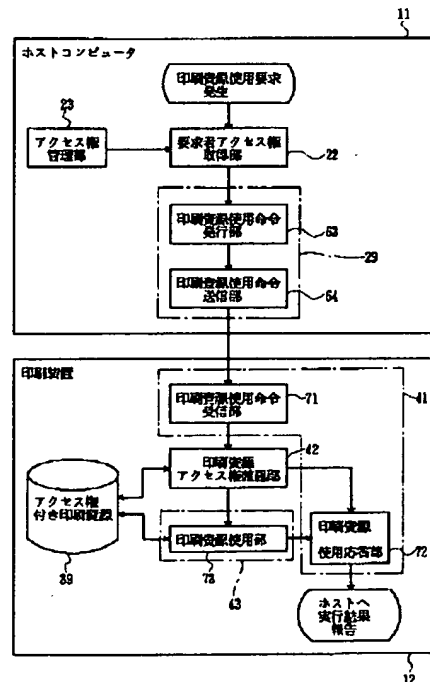 11
ホストコンピュータ
印刷資源使用要求
発生
23
アクセス権
管理部
要求者アクセス権
取得部
22
印刷資源使用命令
発行部
63
29
印刷資源使用命令
送信部
64
印刷装置
印刷資源使用命令
受信部
71
41
42
印刷資源
アクセス権確認部
アクセス権
付き印刷資源
39
印刷資源使用部
73
43
印刷資源
使用応答部
72
ホストへ
実行結果
報告
12